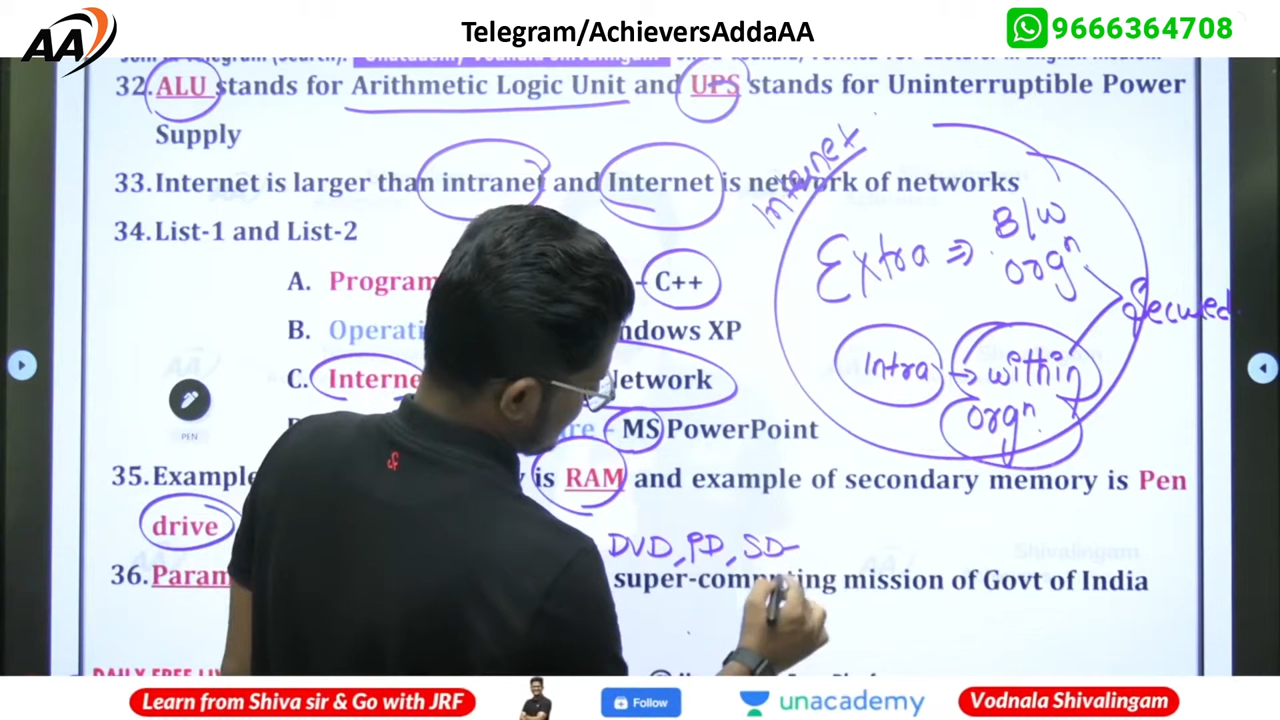 AA
Telegram/AchieversAddaAA
9666364708
32. ALU stands for Arithmetic Logic Unit and UPS stands for Uninterruptible Power
Supply
33. Internet is larger than intranet and Internet is network of networks
34. List-1 and List-2
A. Program - C++
B. Operati ndows XP
C. Interne Network
re - MS PowerPoint
35. Example y is RAM and example of secondary memory is Pen
drive
36. Param super-computing mission of Govt of India
Internet
Extra ⇒ B/W
orgn
Secured
Intra → within
orgn
DVD, PD, SD
PEN
Shivalingam
Learn from Shiva sir & Go with JRF
Follow
unacademy
Vodnala Shivalingam